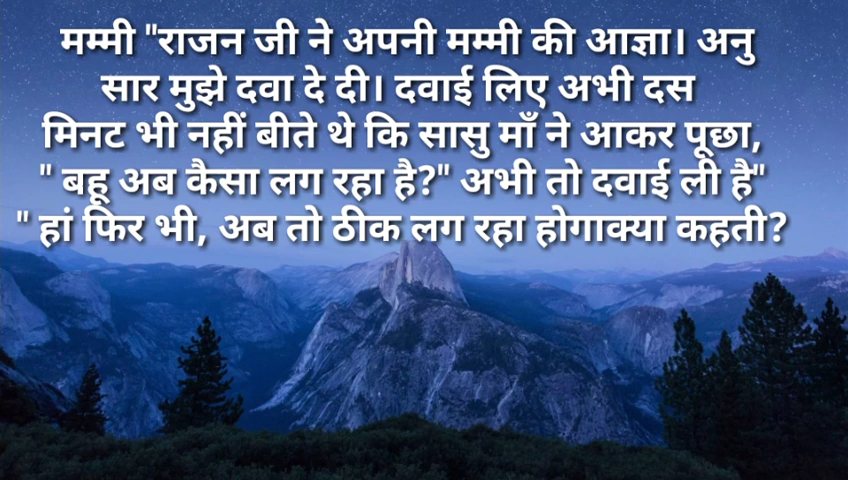 मम्मी "राजन जी ने अपनी मम्मी की आज्ञा। अनु
सार मुझे दवा दे दी। दवाई लिए अभी दस
मिनट भी नहीं बीते थे कि सासु माँ ने आकर पूछा,
" बहू अब कैसा लग रहा है?" अभी तो दवाई ली है"
" हां फिर भी, अब तो ठीक लग रहा होगाक्या कहती?